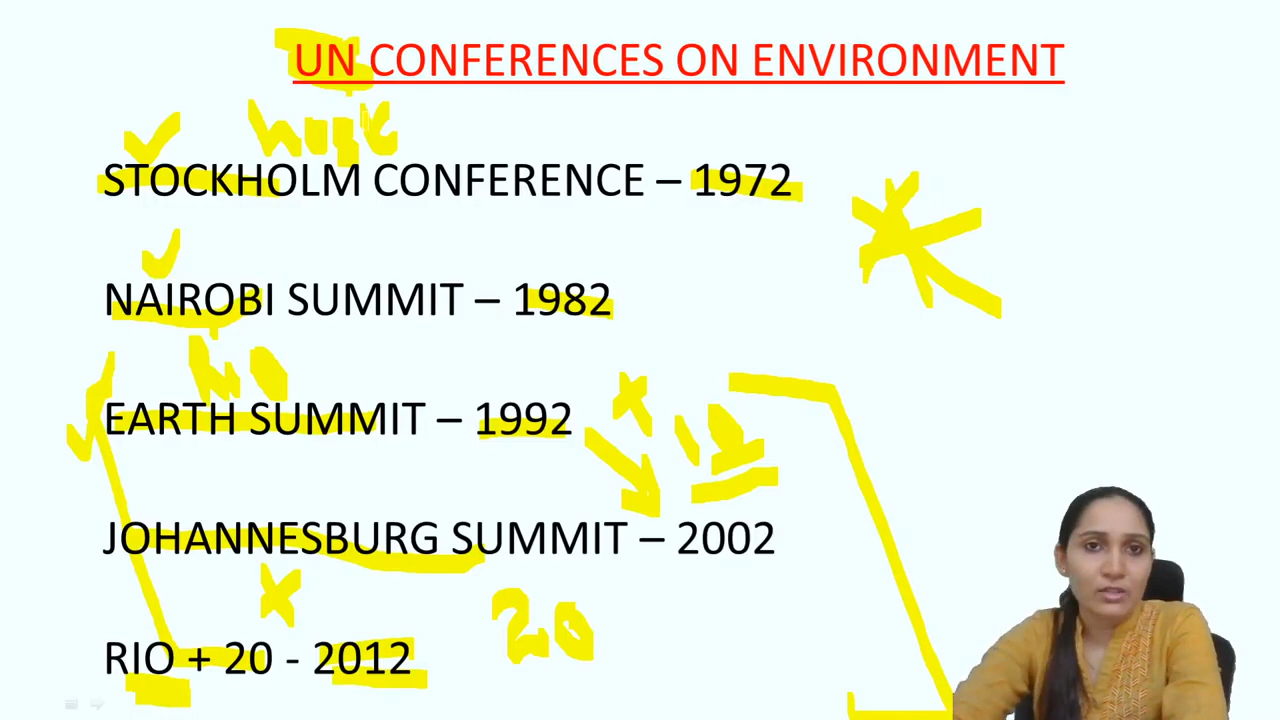 UN CONFERENCES ON ENVIRONMENT
STOCKHOLM CONFERENCE – 1972
NAIROBI SUMMIT – 1982
EARTH SUMMIT – 1992
JOHANNESBURG SUMMIT – 2002
20
RIO + 20 - 2012